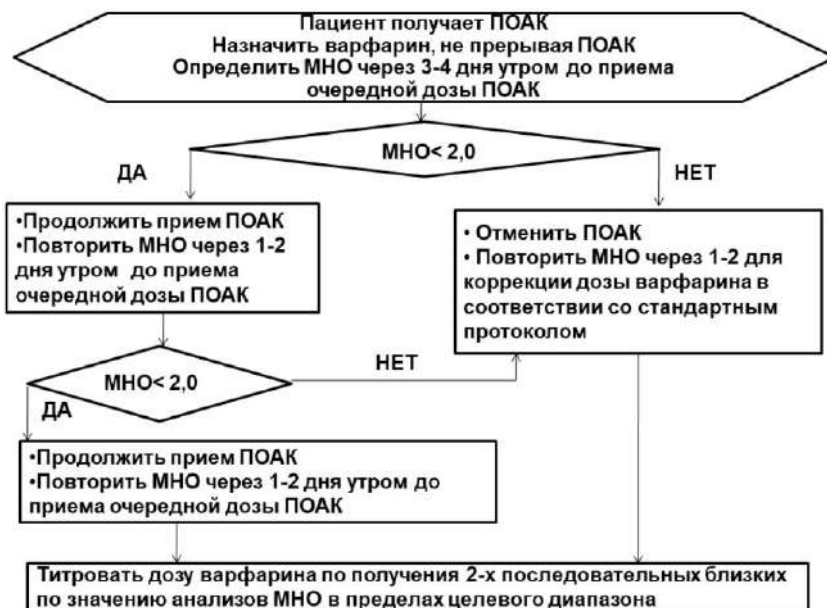 Пациент получает ПОАК
Назначить варфарин, не прерывая ПОАК
Определить МНО через 3-4 дня утром до приема
очередной дозы ПОАК
МНО< 2,0
ДА
НЕТ
•Продолжить прием ПОАК
•Повторить МНО через 1-2
дня утром до приема
очередной дозы ПОАК
• Отменить ПОАК
• Повторить МНО через 1-2 для
коррекции дозы варфарина в
соответствии со стандартным
протоколом
МНО< 2,0
НЕТ
ДА
•Продолжить прием ПОАК
•Повторить МНО через 1-2 дня утром до
приема очередной дозы ПОАК
Титровать дозу варфарина по получения 2-х последовательных близких
по значению анализов МНО в пределах целевого диапазона